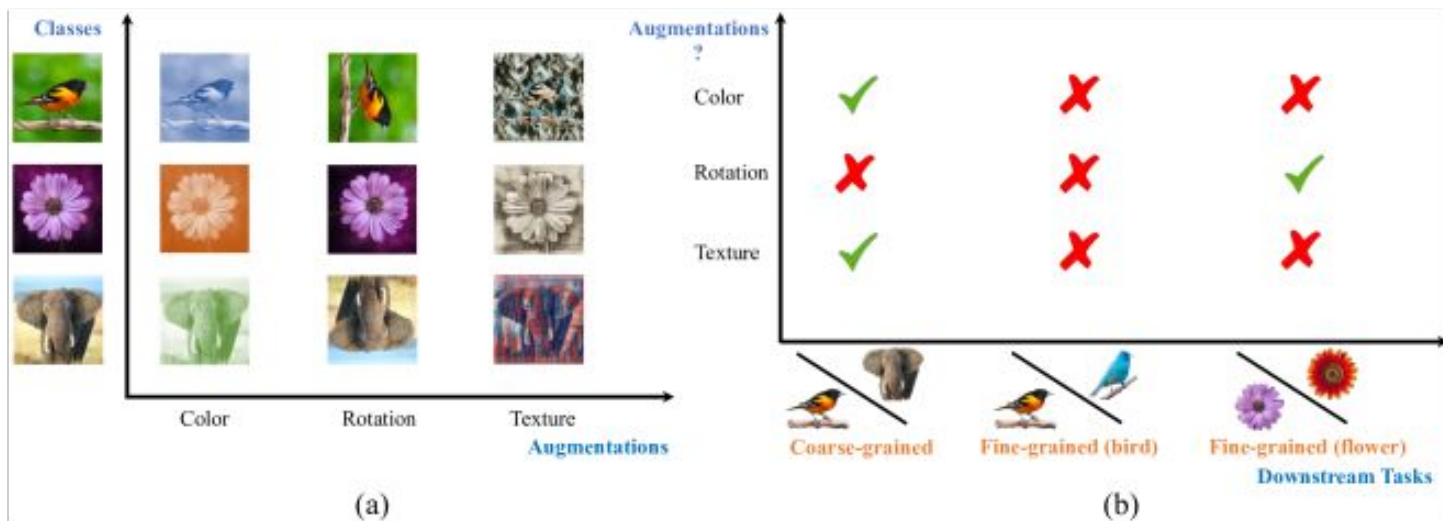 Classes
Color
Rotation
Texture
Augmentations
(a)
Augmentations
?
Color
Rotation
Texture
Coarse-grained
Fine-grained (bird)
Fine-grained (flower)
Downstream Tasks
(b)